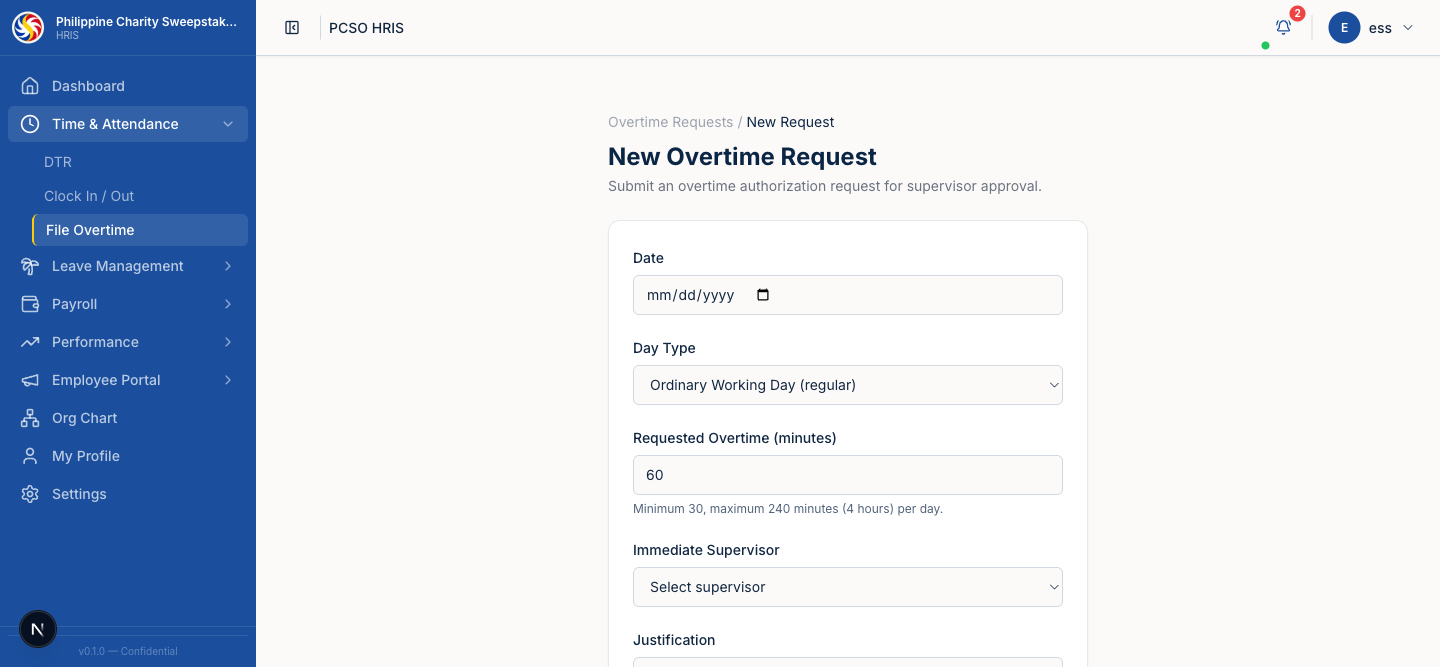 Philippine Charity Sweepstak...
HRIS
PCSO HRIS
2
E
ess
Dashboard
Time & Attendance
DTR
Clock In / Out
File Overtime
Leave Management
Payroll
Performance
Employee Portal
Org Chart
My Profile
Settings
N
v0.1.0 — Confidential
Overtime Requests / New Request
New Overtime Request
Submit an overtime authorization request for supervisor approval.
Date
mm/dd/yyyy
Day Type
Ordinary Working Day (regular)
Requested Overtime (minutes)
60
Minimum 30, maximum 240 minutes (4 hours) per day.
Immediate Supervisor
Select supervisor
Justification